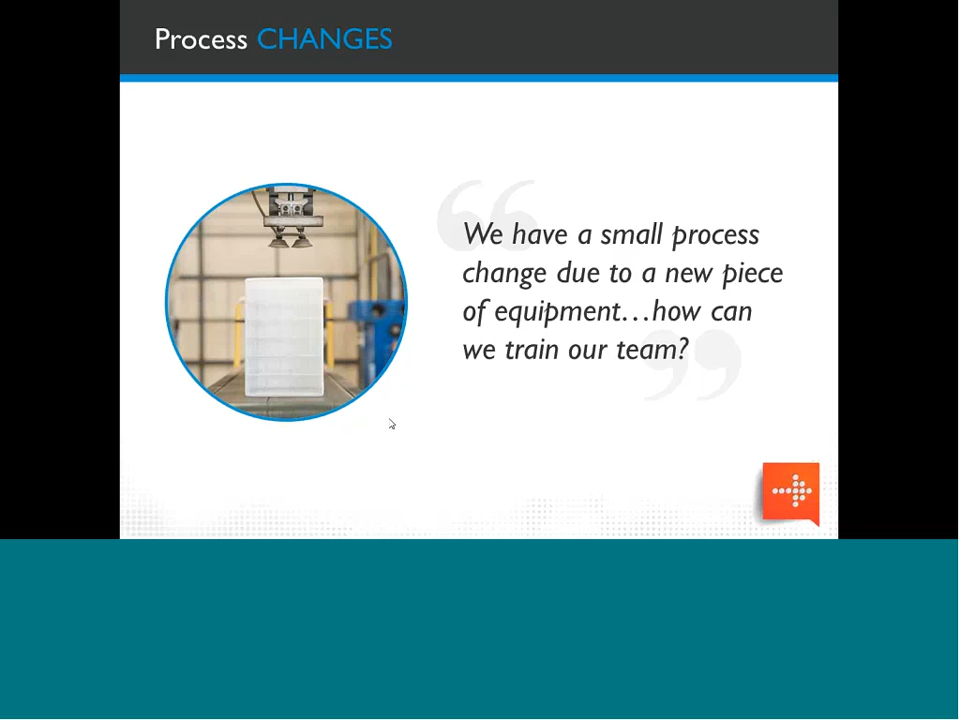 Process CHANGES
We have a small process
change due to a new piece
of equipment…how can
we train our team?